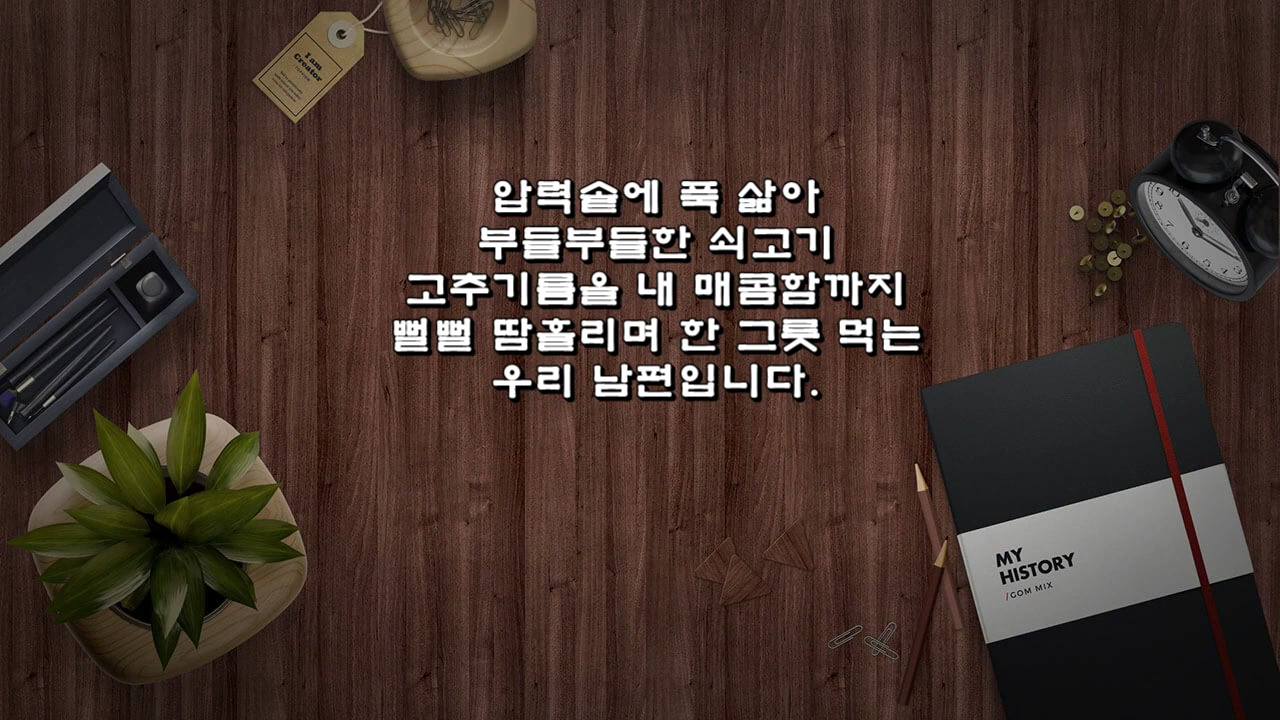 I am
Creator
압력솥에 푹 삶아
부들부들한 쇠고기
고추기름을 내 매콤함까지
뻘뻘 땀흘리며 한 그릇 먹는
우리 남편입니다.
MY
HISTORY
/GOM MIX